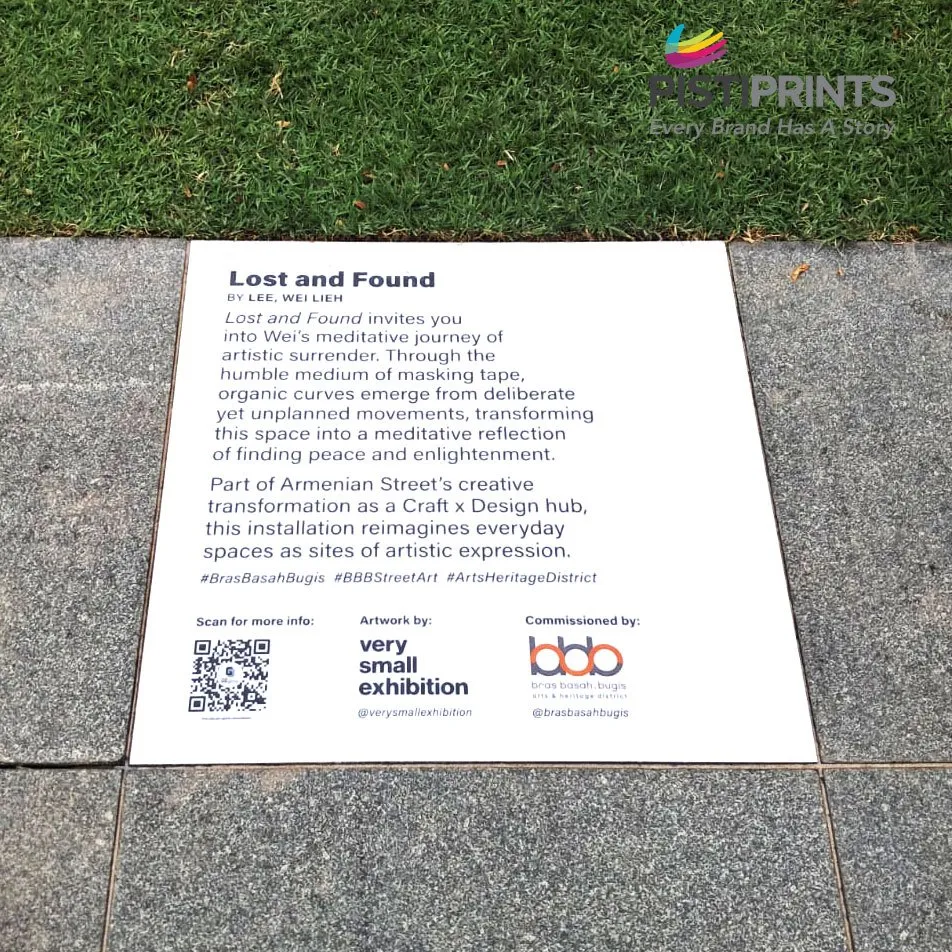 PISTIPRINTS
Every Brand Has A Story
Lost and Found
BY LEE, WEI LIEH
Lost and Found invites you
into Wei's meditative journey of
artistic surrender. Through the
humble medium of masking tape,
organic curves emerge from deliberate
yet unplanned movements, transforming
this space into a meditative reflection
of finding peace and enlightenment.
Part of Armenian Street's creative
transformation as a Craft x Design hub,
this installation reimagines everyday
spaces as sites of artistic expression.
#BrasBasahBugis #BBBStreetArt #ArtsHeritageDistrict
Scan for more info:
Artwork by:
very
small
exhibition
@verysmallexhibition
Commissioned by:
bbb
bras basah.bugis
arts & heritage district
@brasbasahbugis